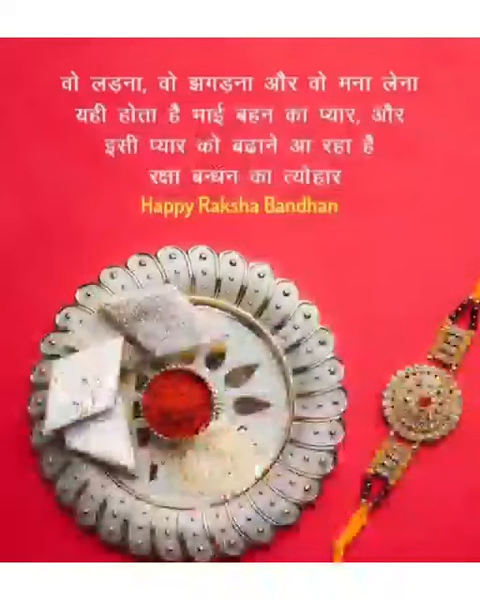 वो लड़ना, वो झगड़ना और वो मना लेना
यही होता है भाई बहन का प्यार, और
इसी प्यार को बढाने आ रहा है
रक्षा बन्धन का त्योहार
Happy Raksha Bandhan